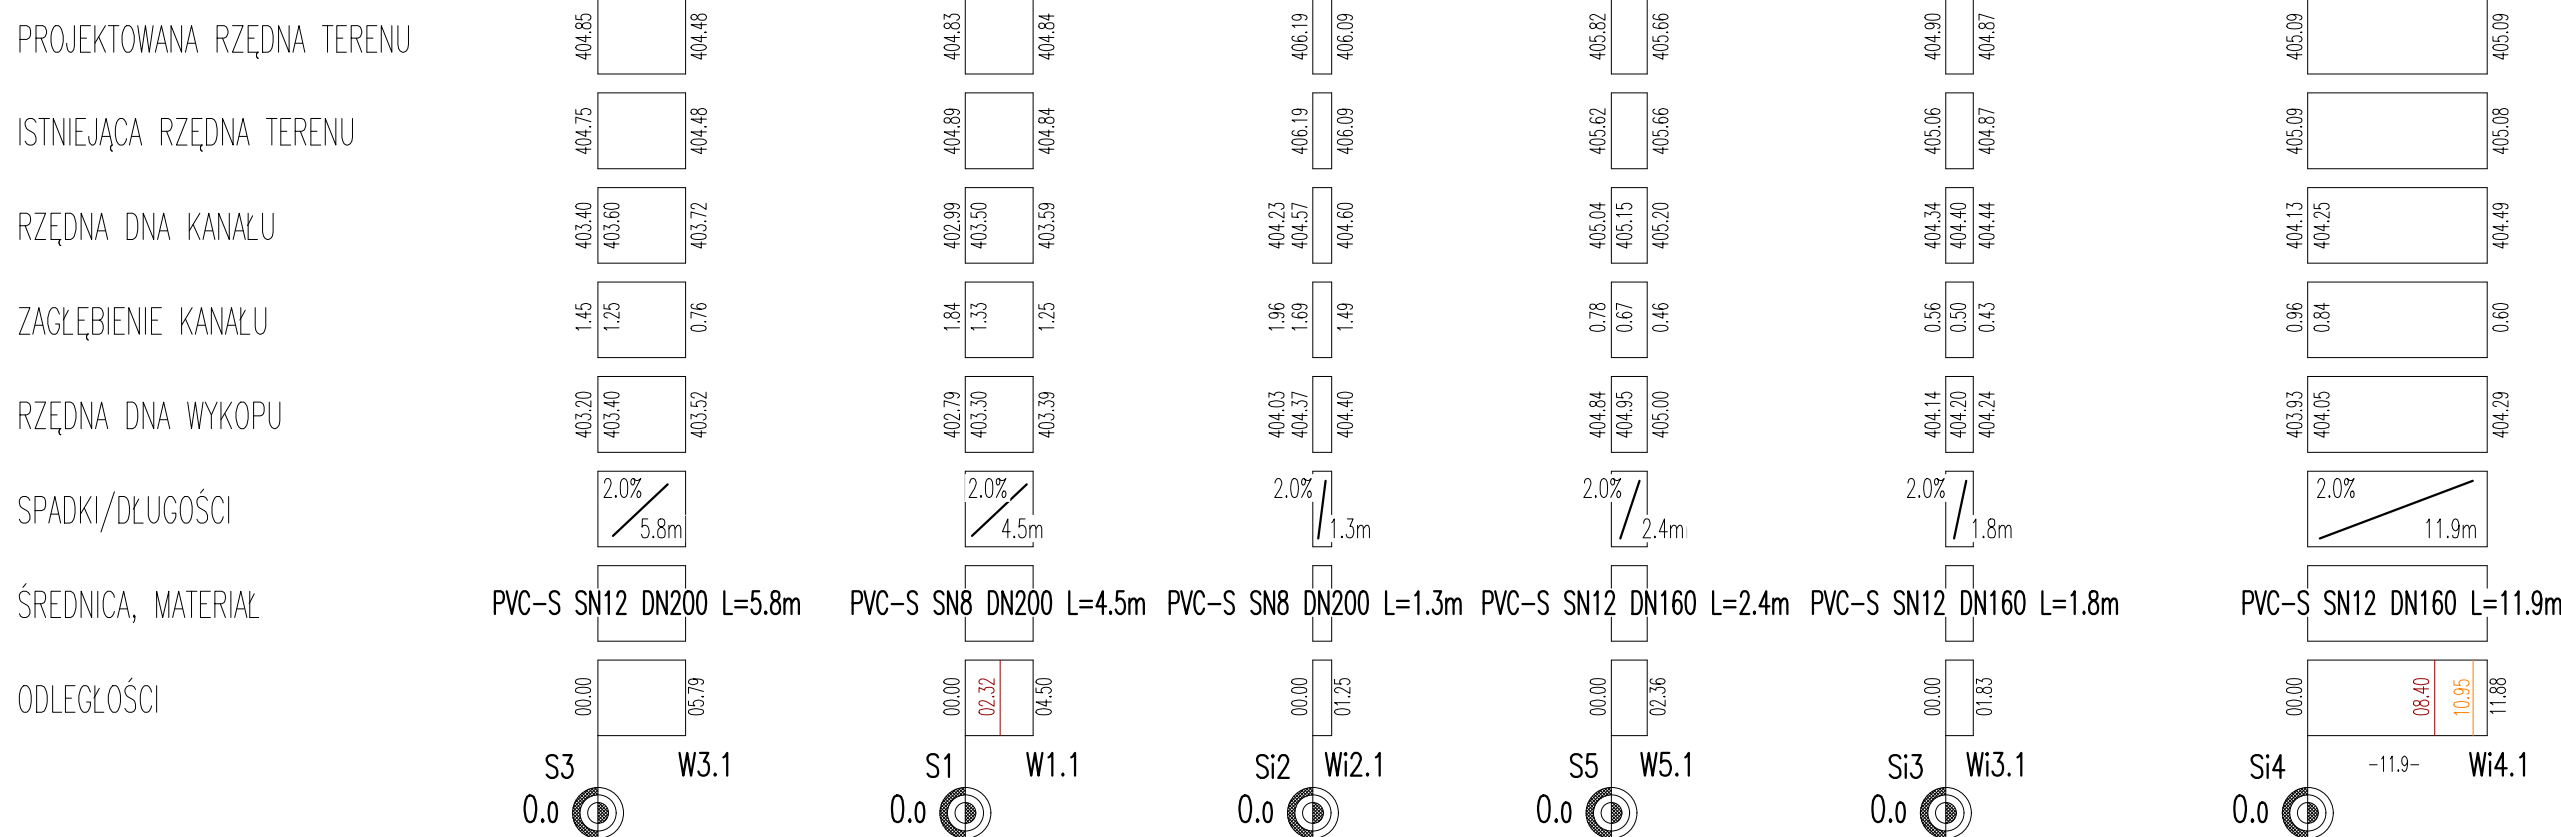 PROJEKTOWANA RZĘDNA TERENU 404.85 404.48 404.83 404.84 406.19 406.09 405.82 405.66 404.90 404.87 405.09 405.09
ISTNIEJĄCA RZĘDNA TERENU 404.75 404.48 404.89 404.84 406.19 406.09 405.62 405.66 405.06 404.87 405.09 405.08
RZĘDNA DNA KANAŁU 403.40 403.60 403.72 402.99 403.50 403.59 404.23 404.57 404.60 405.04 405.15 405.20 404.34 404.40 404.44 404.13 404.25 404.49
ZAGŁĘBIENIE KANAŁU 1.45 1.25 0.76 1.84 1.33 1.25 1.96 1.69 1.49 0.78 0.67 0.46 0.56 0.50 0.43 0.96 0.84 0.60
RZĘDNA DNA WYKOPU 403.20 403.40 403.52 402.79 403.30 403.39 404.03 404.37 404.40 404.84 404.95 405.00 404.14 404.20 404.24 403.93 404.05 404.29
SPADKI/DŁUGOŚCI 2.0% 5.8m 2.0% 4.5m 2.0% 1.3m 2.0% 2.4m 2.0% 1.8m 2.0% 11.9m
ŚREDNICA, MATERIAŁ PVC-S SN12 DN200 L=5.8m PVC-S SN8 DN200 L=4.5m PVC-S SN8 DN200 L=1.3m PVC-S SN12 DN160 L=2.4m PVC-S SN12 DN160 L=1.8m PVC-S SN12 DN160 L=11.9m
ODLEGŁOŚCI 00.00 05.79 00.00 02.32 04.50 00.00 01.25 00.00 02.36 00.00 01.83 00.00 08.40 10.95 11.88
S3 W3.1 S1 W1.1 Si2 Wi2.1 S5 W5.1 Si3 Wi3.1 Si4 -11.9- Wi4.1
0.0 0.0 0.0 0.0 0.0 0.0